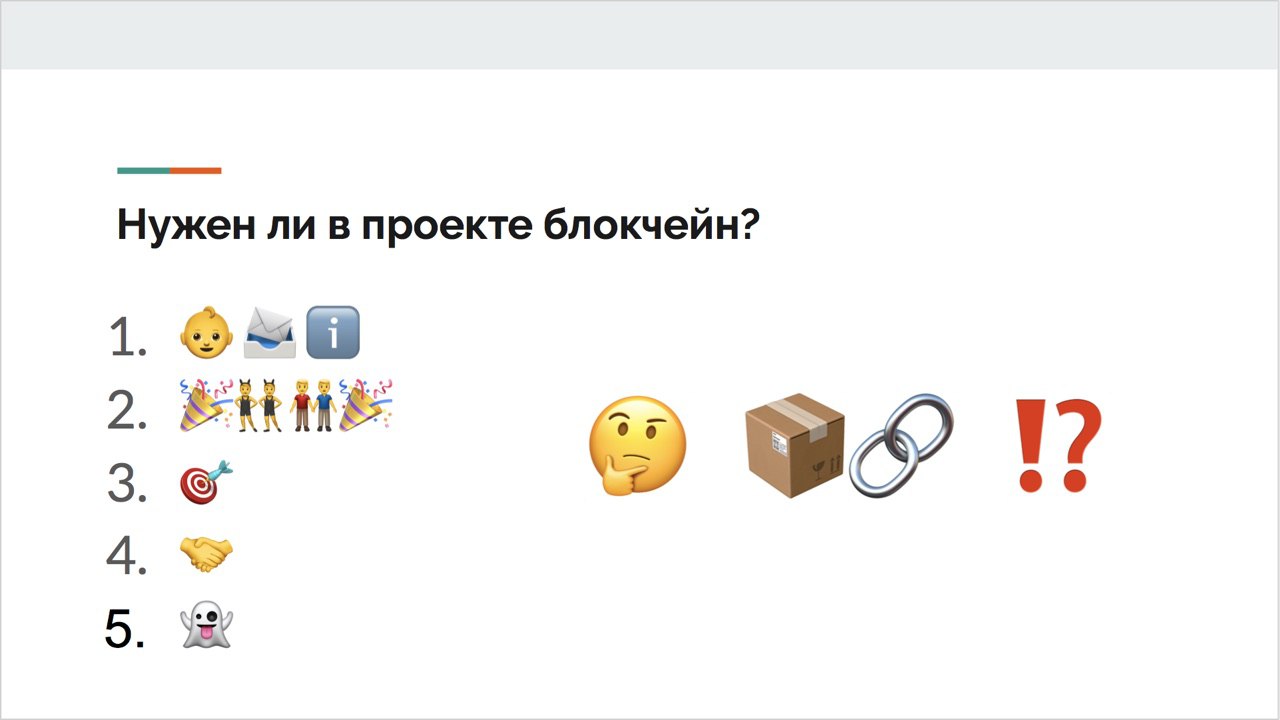 Нужен ли в проекте блокчейн?
1. 👶📨ℹ️
2. 🎉👯👬🎉
3. 🎯
4. 🤝
5. 👻
🤔 📦🔗 ⁉️